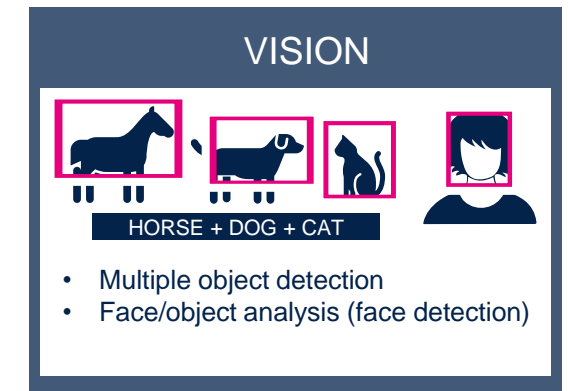 VISION
HORSE + DOG + CAT
• Multiple object detection
• Face/object analysis (face detection)